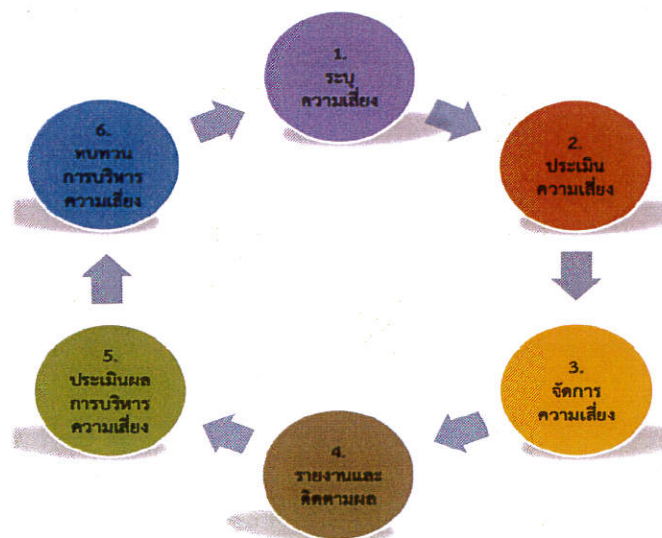 1.
ระบุ
ความเสี่ยง
2.
ประเมิน
ความเสี่ยง
3.
จัดการ
ความเสี่ยง
4.
รายงานและ
ติดตามผล
5.
ประเมินผล
การบริหาร
ความเสี่ยง
6.
ทบทวน
การบริหาร
ความเสี่ยง